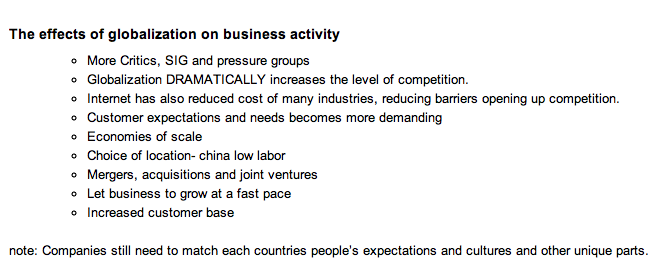 The effects of globalization on business activity
More Critics, SIG and pressure groups
Globalization DRAMATICALLY increases the level of competition.
Internet has also reduced cost of many industries, reducing barriers opening up competition.
Customer expectations and needs becomes more demanding
Economies of scale
Choice of location- china low labor
Mergers, acquisitions and joint ventures
Let business to grow at a fast pace
Increased customer base
note: Companies still need to match each countries people's expectations and cultures and other unique parts.